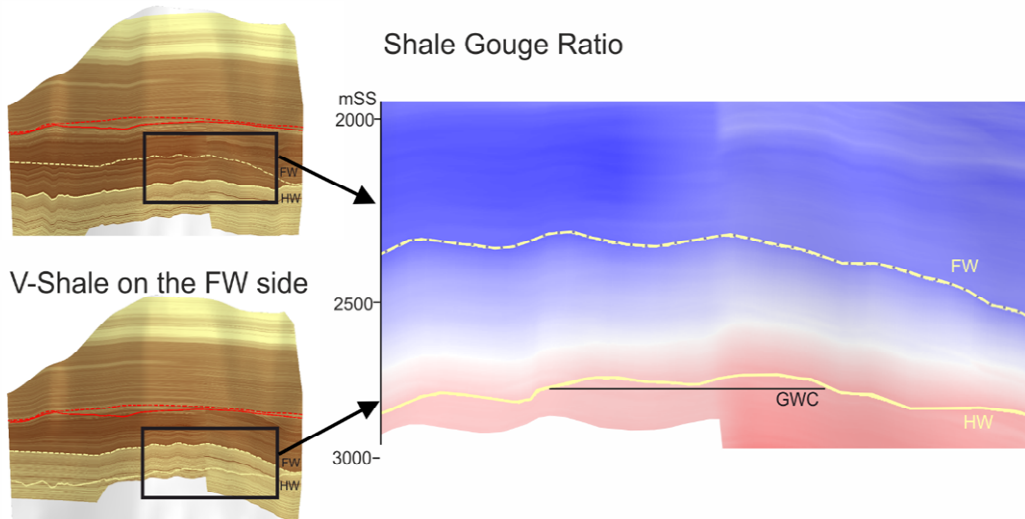 Shale Gouge Ratio
mSS
2000
FW
HW
FW
V-Shale on the FW side
2500
GWC
HW
FW
HW
3000